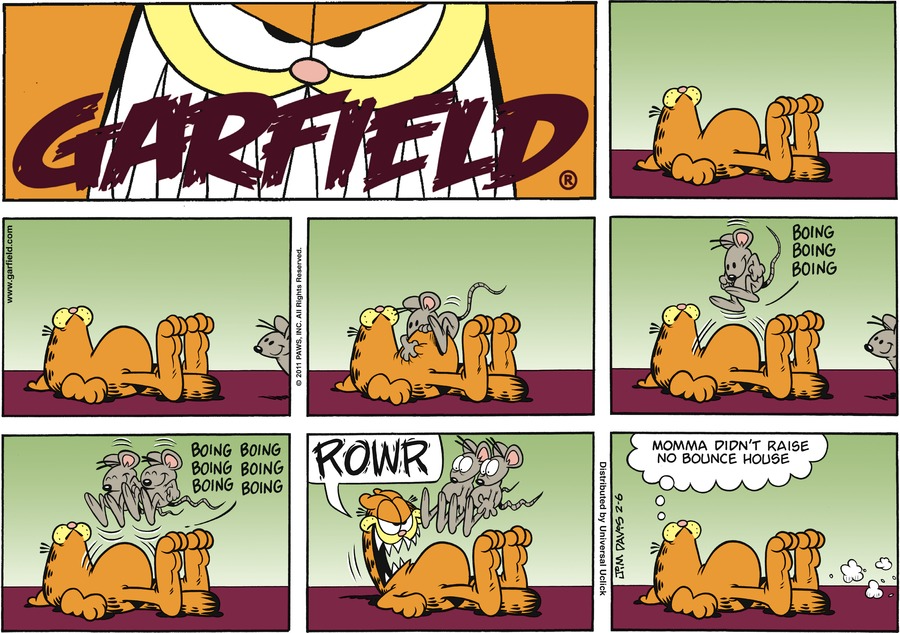 GARFIELD®
www.garfield.com
© 2011 PAWS, INC. All Rights Reserved.
BOING
BOING
BOING
BOING BOING
BOING BOING
BOING BOING
ROWR
Distributed by Universal Uclick
JIM DAVIS 2-6
MOMMA DIDN'T RAISE
NO BOUNCE HOUSE